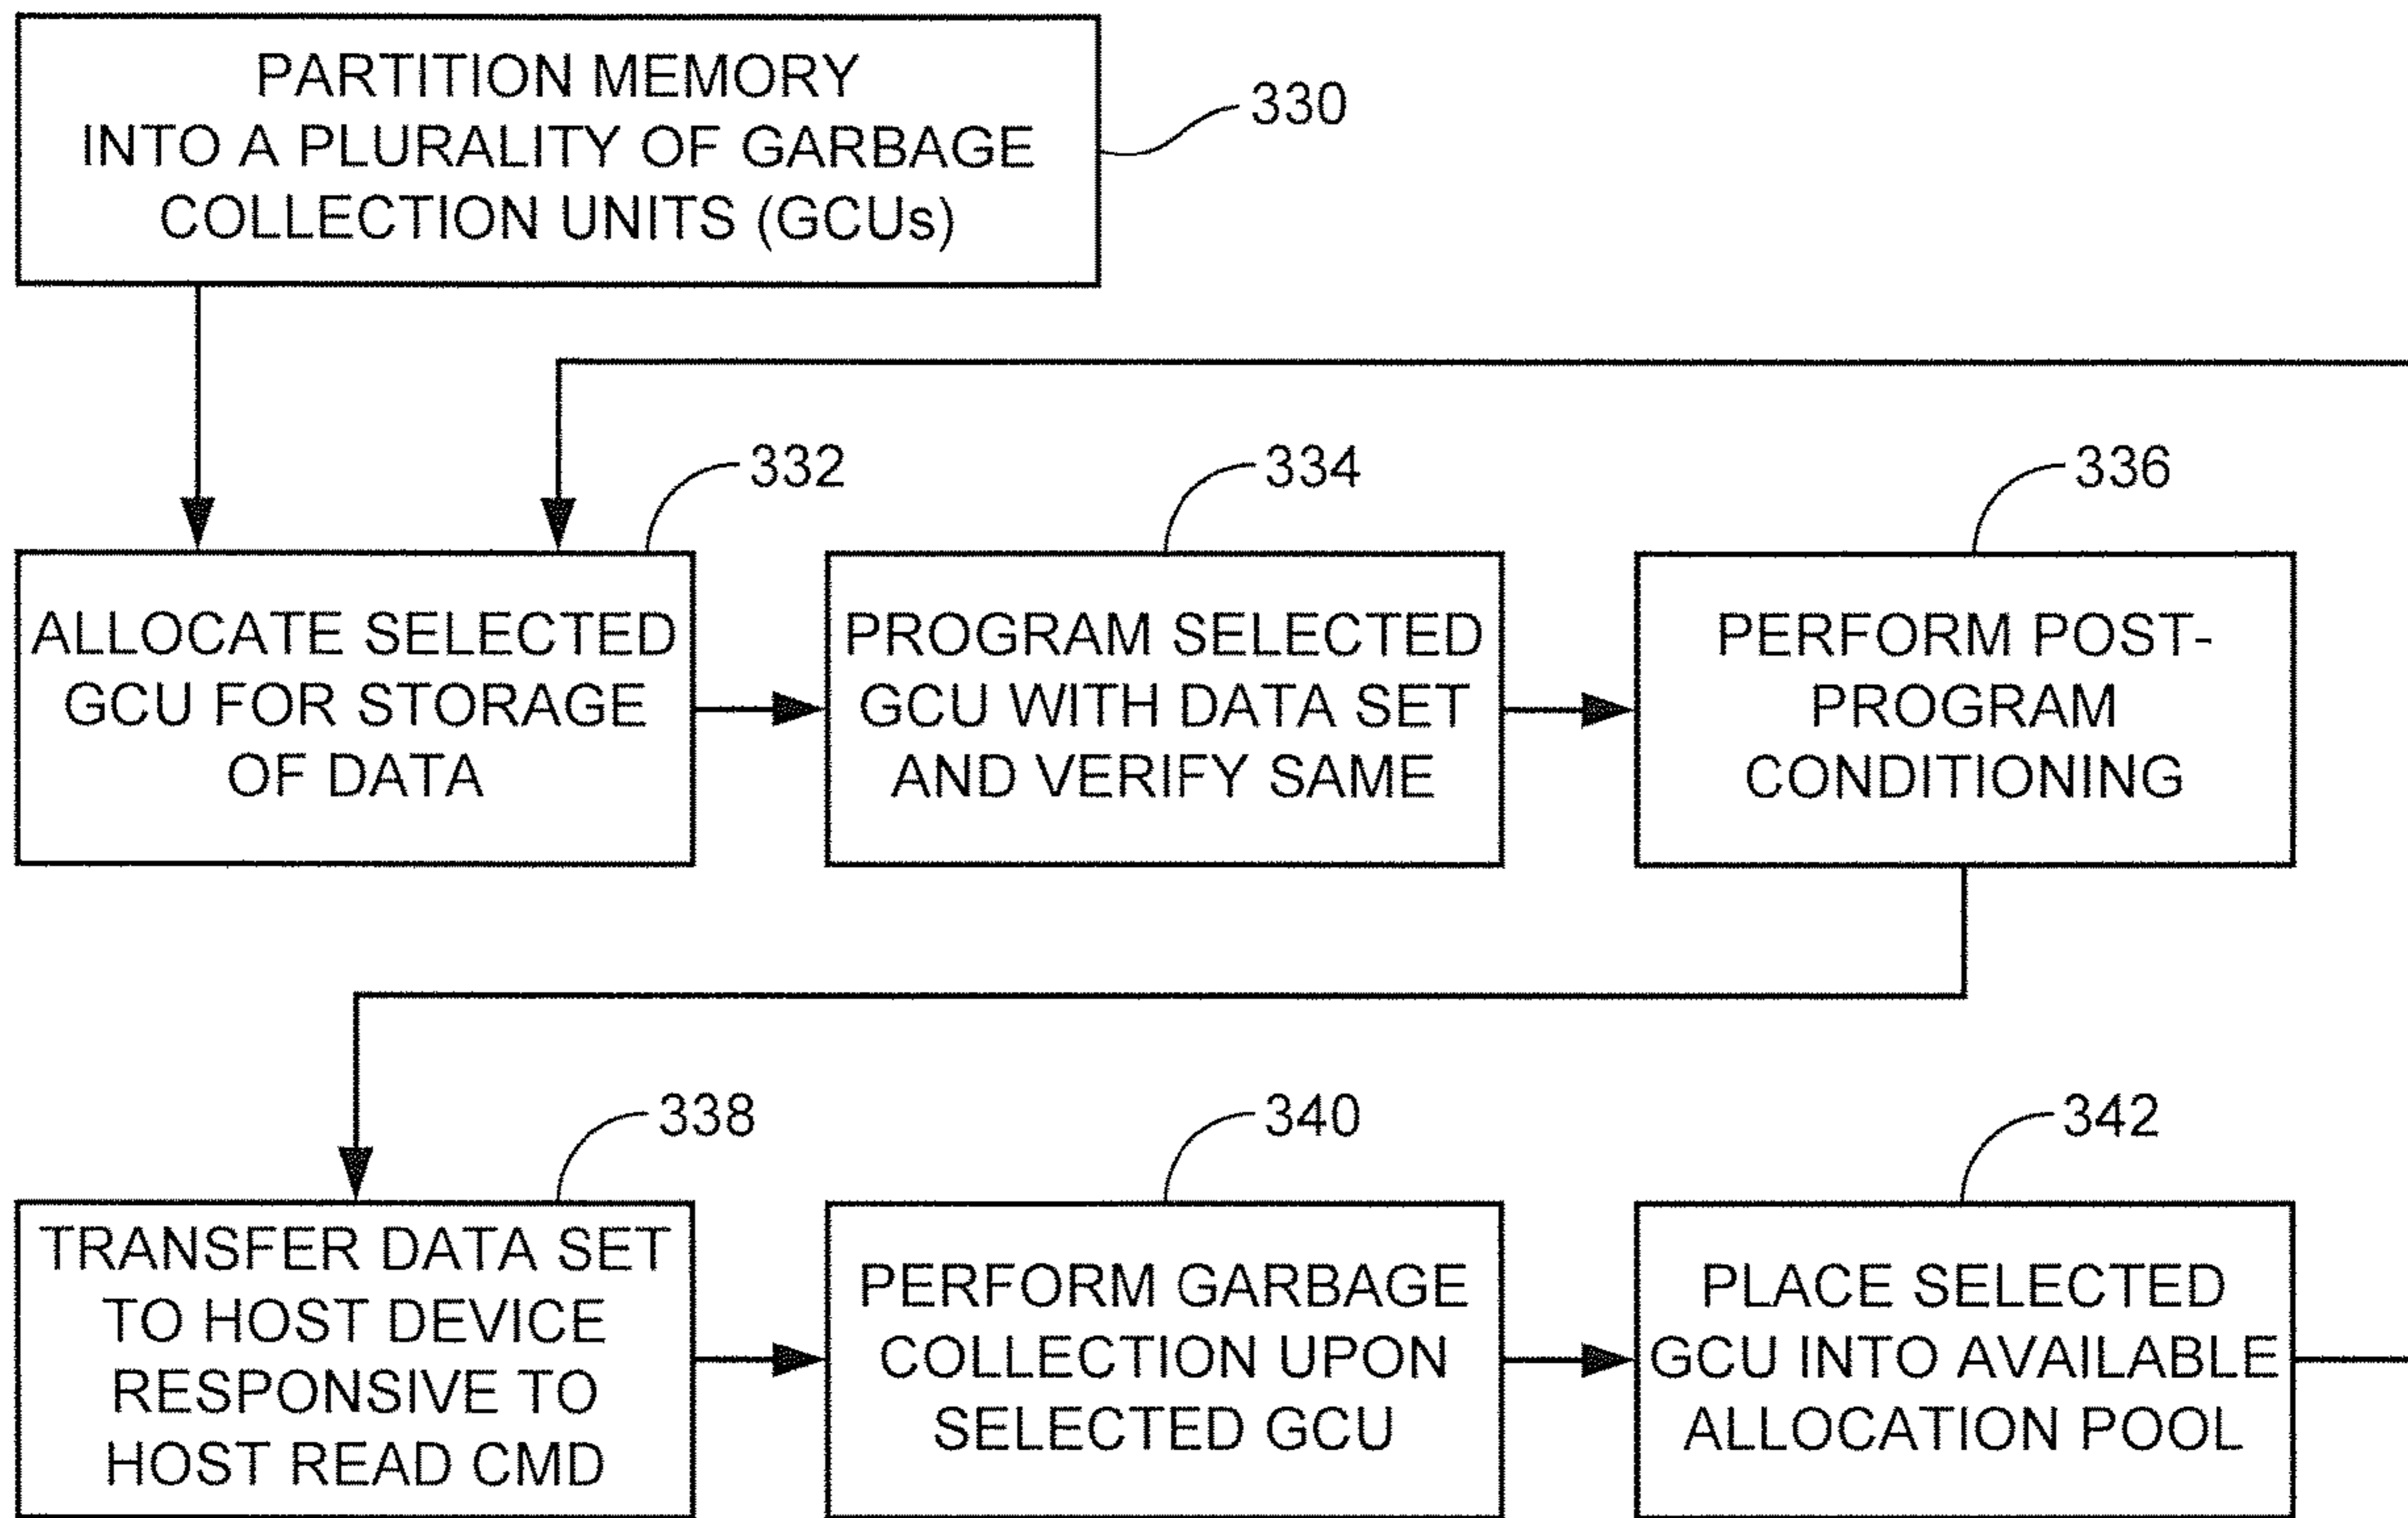 PARTITION MEMORY
INTO A PLURALITY OF GARBAGE
COLLECTION UNITS (GCUs)
330
332
334
336
ALLOCATE SELECTED
GCU FOR STORAGE
OF DATA
PROGRAM SELECTED
GCU WITH DATA SET
AND VERIFY SAME
PERFORM POST-
PROGRAM
CONDITIONING
338
340
342
TRANSFER DATA SET
TO HOST DEVICE
RESPONSIVE TO
HOST READ CMD
PERFORM GARBAGE
COLLECTION UPON
SELECTED GCU
PLACE SELECTED
GCU INTO AVAILABLE
ALLOCATION POOL